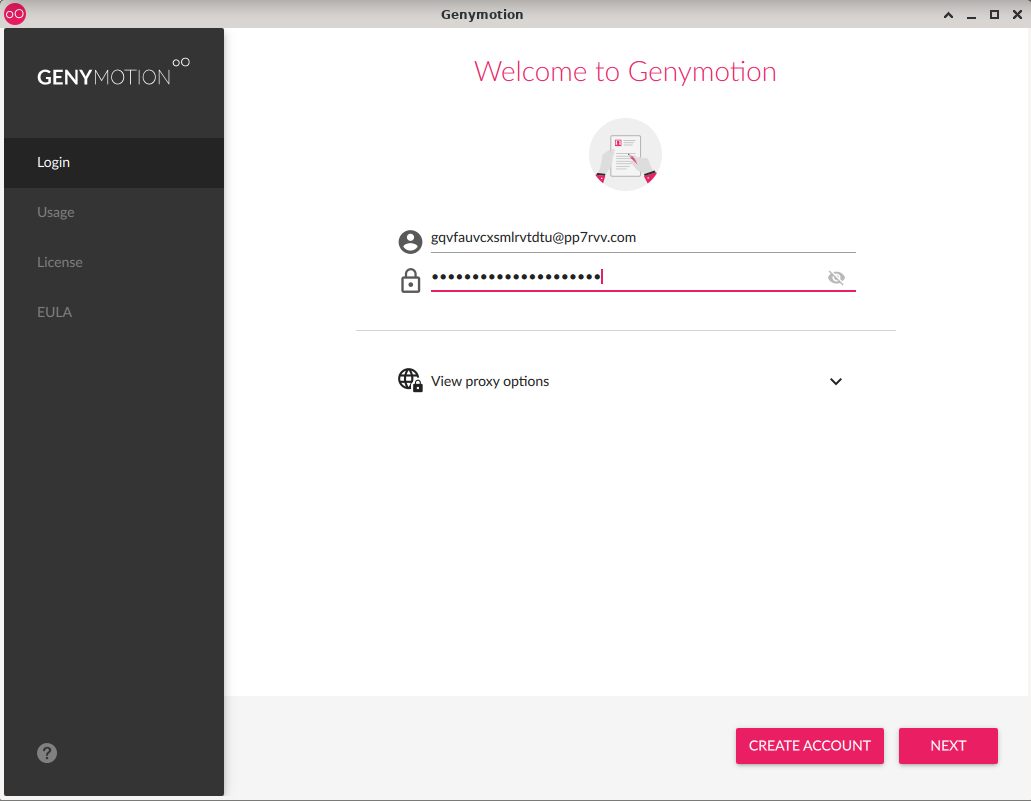 Genymotion
GENYMOTION
Login
Usage
License
EULA
Welcome to Genymotion
gqvfauvcxsmlrvtdtu@pp7rvv.com
•••••••••••••••••••••
View proxy options
?
CREATE ACCOUNT
NEXT